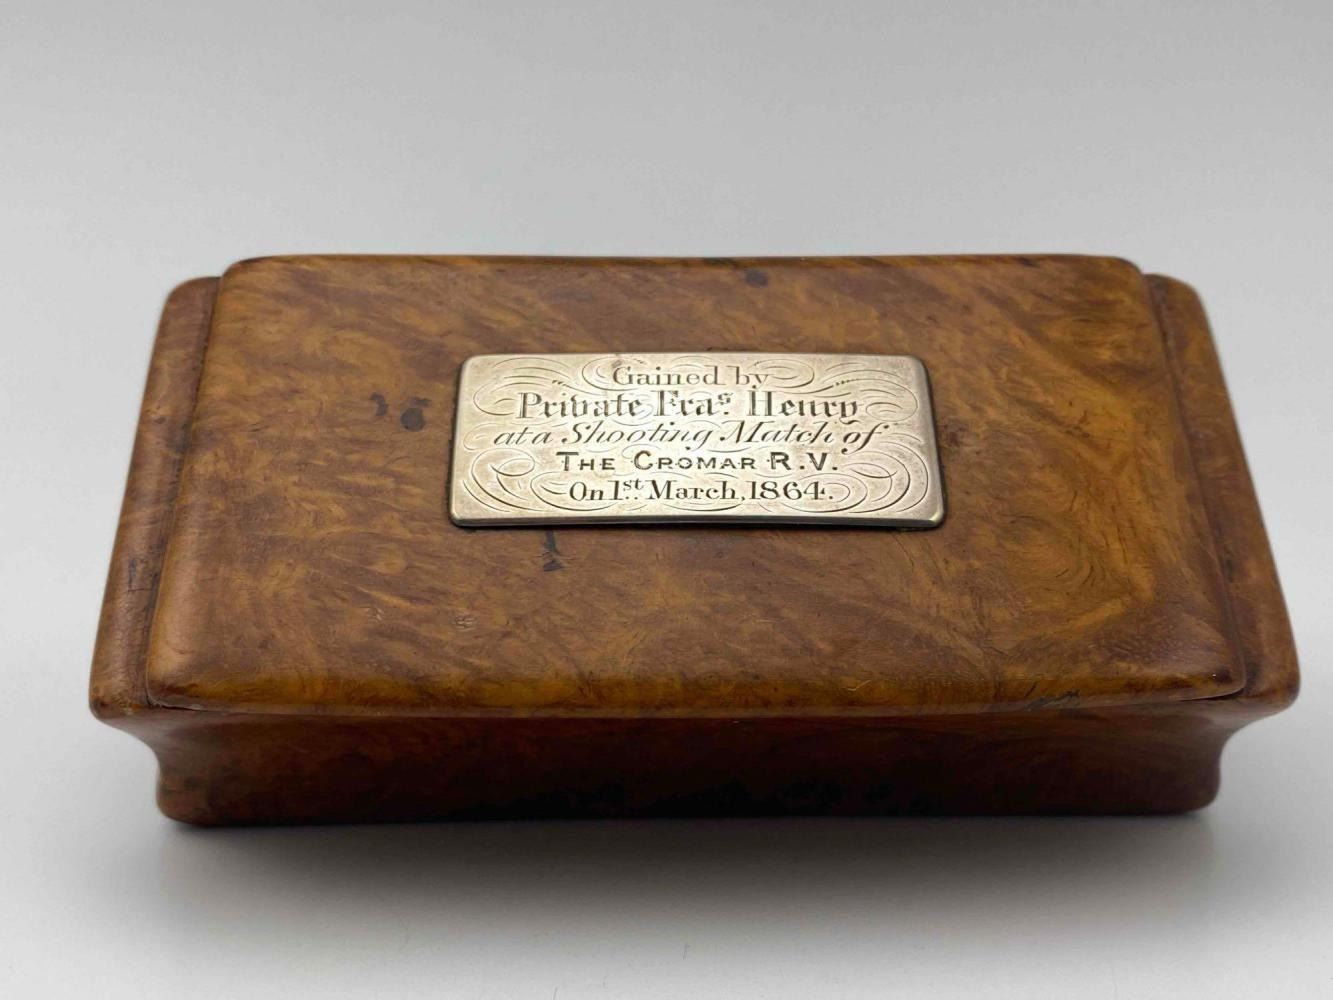 Gained by
Private Fras. Henry
at a Shooting Match of
THE CROMAR R.V.
On 1st March, 1864.